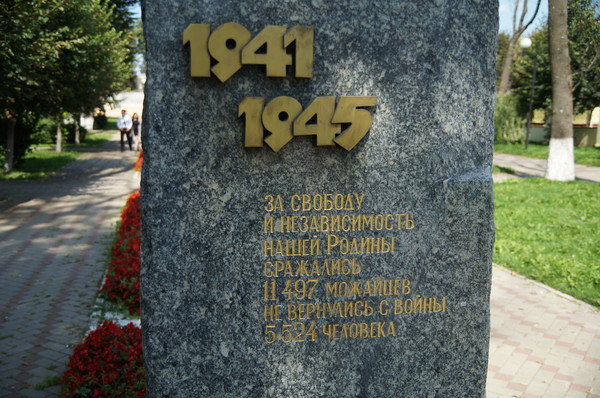 1941
1945
ЗА СВОБОДУ
И НЕЗАВИСИМОСТЬ
НАШЕЙ РОДИНЫ
СРАЖАЛИСЬ
11 497 МОЖАЙЦЕВ
НЕ ВЕРНУЛИСЬ С ВОЙНЫ
5 524 ЧЕЛОВЕКА